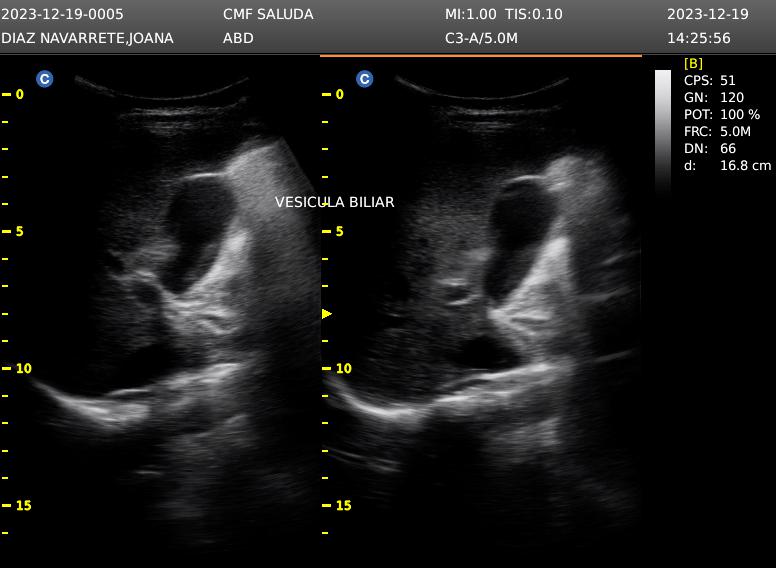 2023-12-19-0005 CMF SALUDA MI:1.00 TIS:0.10 2023-12-19
DIAZ NAVARRETE,JOANA ABD C3-A/5.0M 14:25:56
C C
[B]
CPS: 51
GN: 120
POT: 100 %
FRC: 5.0M
DN: 66
d: 16.8 cm
0 0
VESICULA BILIAR
5 5
10 10
15 15